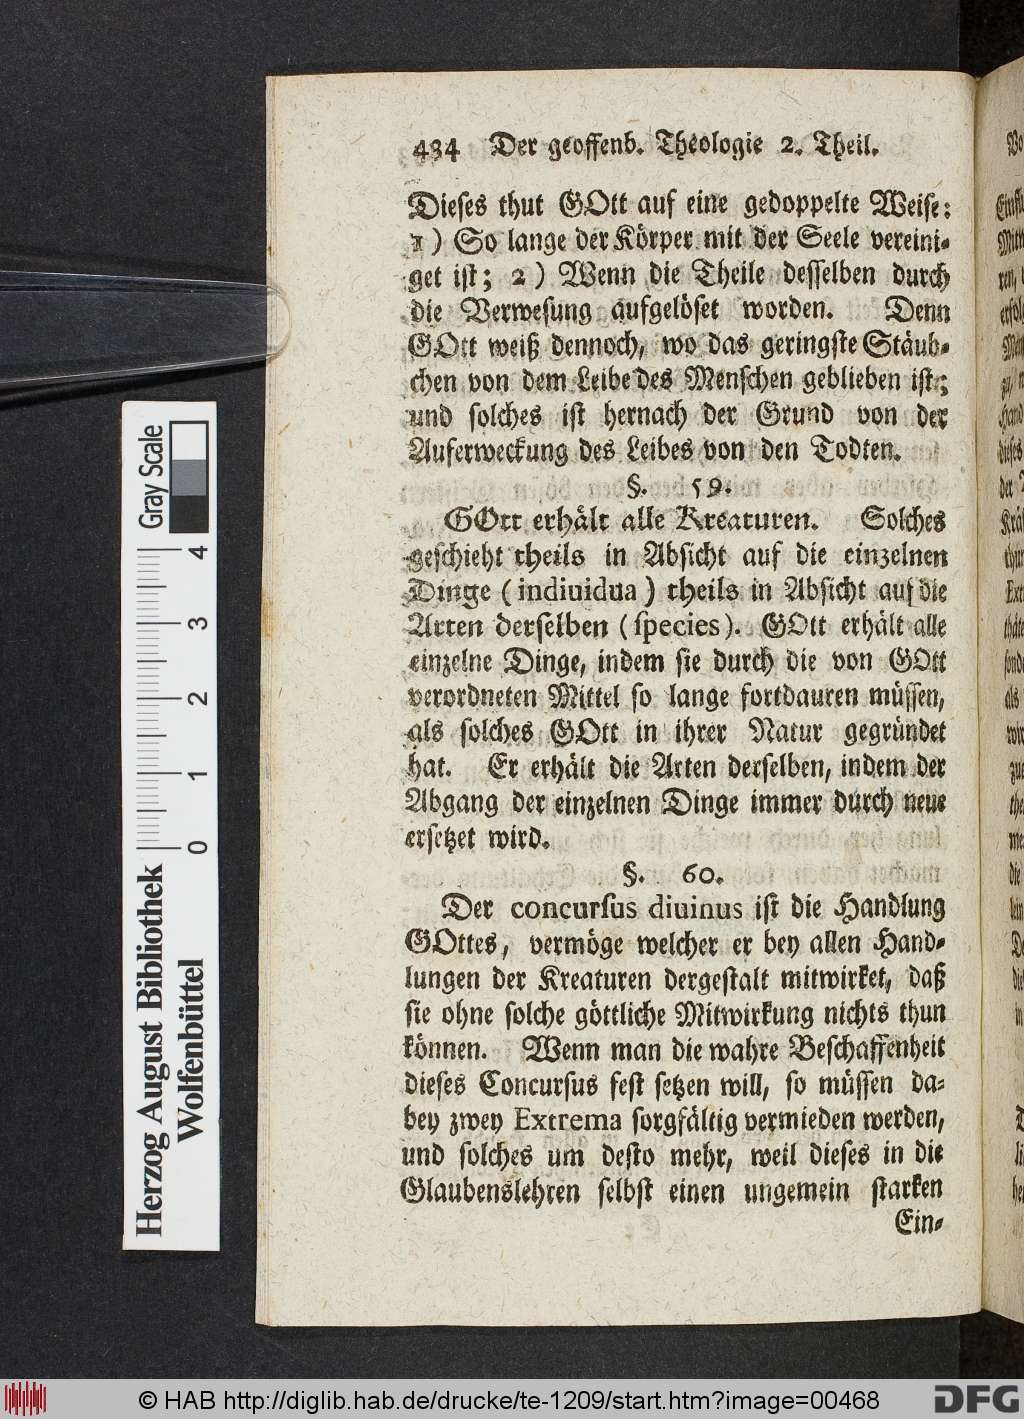 434 Der geoffenb. Theologie 2. Theil.
Dieses thut GOtt auf eine gedoppelte Weise:
1) So lange der Körper mit der Seele vereini-
get ist; 2) Wenn die Theile desselben durch
die Verwesung aufgelöset worden. Denn
GOtt weiß dennoch, wo das geringste Stäub-
chen von dem Leibe des Menschen geblieben ist;
und solches ist hernach der Grund von der
Auferweckung des Leibes von den Todten.
§. 59.
GOtt erhält alle Kreaturen. Solches
geschieht theils in Absicht auf die einzelnen
Dinge (indiuidua) theils in Absicht auf die
Arten derselben (ſpecies). GOtt erhält alle
einzelne Dinge, indem sie durch die von GOtt
verordneten Mittel so lange fortdauren müssen,
als solches GOtt in ihrer Natur gegründet
hat. Er erhält die Arten derselben, indem der
Abgang der einzelnen Dinge immer durch neue
ersetzet wird.
§. 60.
Der concurſus diuinus ist die Handlung
GOttes, vermöge welcher er bey allen Hand-
lungen der Kreaturen dergestalt mitwirket, daß
sie ohne solche göttliche Mitwirkung nichts thun
können. Wenn man die wahre Beschaffenheit
dieses Concursus fest setzen will, so müssen da-
bey zwey Extrema sorgfältig vermieden werden,
und solches um desto mehr, weil dieses in die
Glaubenslehren selbst einen ungemein starken
Ein-
Gray Scale
0 1 2 3 4
Herzog August Bibliothek
Wolfenbüttel
© HAB http://diglib.hab.de/drucke/te-1209/start.htm?image=00468
DFG